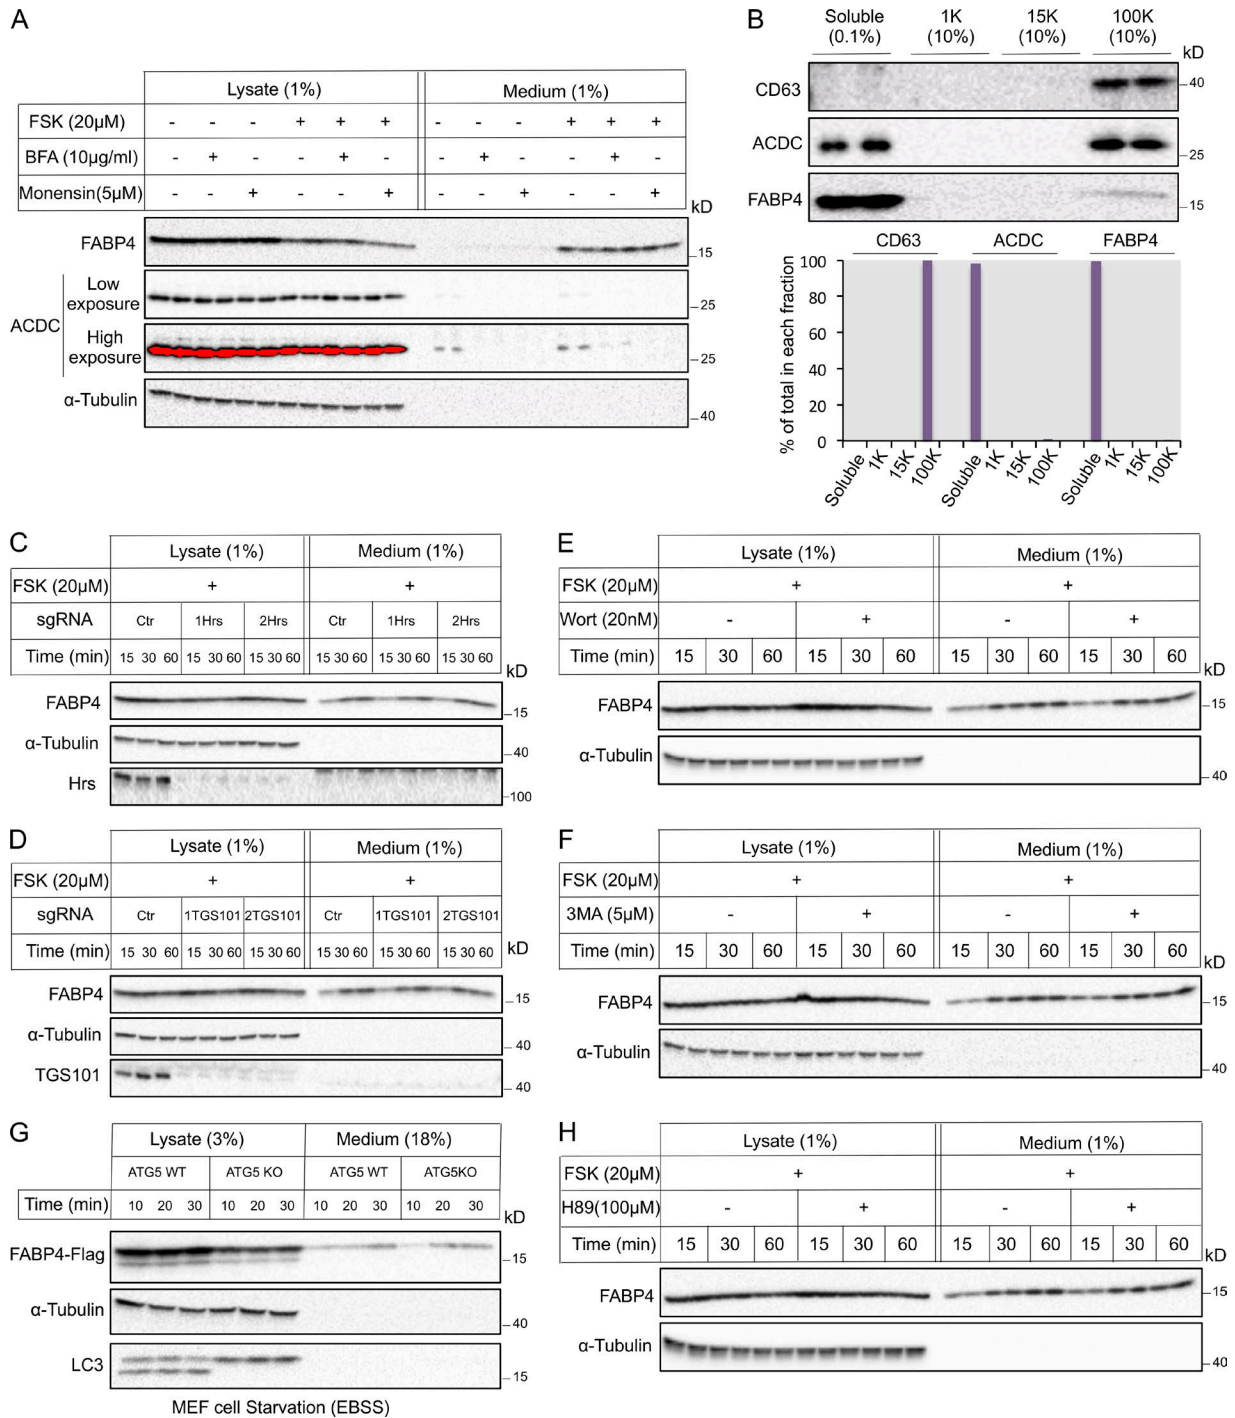 A
Lysate (1%) Medium (1%)
FSK (20µM) - - - + + + - - - + + +
BFA (10µg/ml) - + - - + - - + - - + -
Monensin(5µM) - - + - - + - - + - - +
kD
FABP4
15
ACDC
Low
exposure
25
High
exposure
25
α-Tubulin
40
B
Soluble 1K 15K 100K
(0.1%) (10%) (10%) (10%)
kD
CD63 40
ACDC 25
FABP4 15
CD63 ACDC FABP4
% of total in each fraction
100
80
60
40
20
0
Soluble 1K 15K 100K Soluble 1K 15K 100K Soluble 1K 15K 100K
C
Lysate (1%) Medium (1%)
FSK (20µM) + +
sgRNA Ctr 1Hrs 2Hrs Ctr 1Hrs 2Hrs
Time (min) 15 30 60 15 30 60 15 30 60 15 30 60 15 30 60 15 30 60
kD
FABP4 15
α-Tubulin 40
Hrs 100
D
Lysate (1%) Medium (1%)
FSK (20µM) + +
sgRNA Ctr 1TGS101 2TGS101 Ctr 1TGS101 2TGS101
Time (min) 15 30 60 15 30 60 15 30 60 15 30 60 15 30 60 15 30 60 kD
FABP4 15
α-Tubulin 40
TGS101 40
E
Lysate (1%) Medium (1%)
FSK (20µM) + +
Wort (20nM) - + - +
Time (min) 15 30 60 15 30 60 15 30 60 15 30 60
kD
FABP4 15
α-Tubulin 40
F
Lysate (1%) Medium (1%)
FSK (20µM) + +
3MA (5µM) - + - +
Time (min) 15 30 60 15 30 60 15 30 60 15 30 60
kD
FABP4 15
α-Tubulin 40
G
Lysate (3%) Medium (18%)
ATG5 WT ATG5 KO ATG5 WT ATG5KO
Time (min) 10 20 30 10 20 30 10 20 30 10 20 30
kD
FABP4-Flag 15
α-Tubulin 40
LC3 15
MEF cell Starvation (EBSS)
H
Lysate (1%) Medium (1%)
FSK (20µM) + +
H89(100µM) - + - +
Time (min) 15 30 60 15 30 60 15 30 60 15 30 60
kD
FABP4 15
α-Tubulin 40